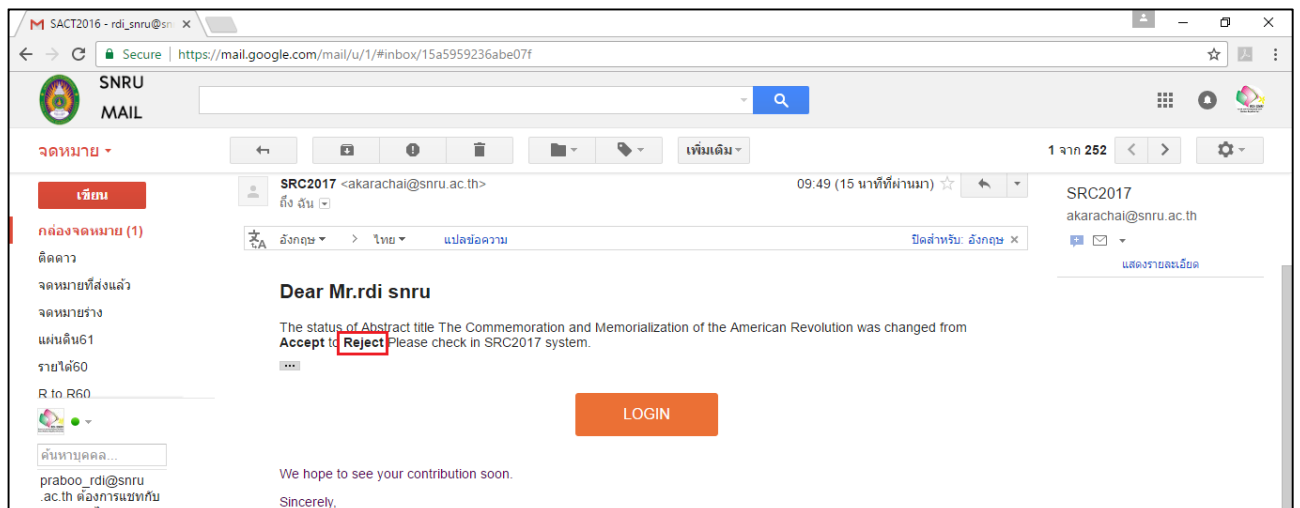 SACT2016 - rdi_snru@sn
Secure | https://mail.google.com/mail/u/1/#inbox/15a5959236abe07f
SNRU
MAIL
จดหมาย
เพิ่มเติม
1 จาก 252
เขียน
กล่องจดหมาย (1)
ติดดาว
จดหมายที่ส่งแล้ว
จดหมายร่าง
แผ่นดิน61
รายได้60
R to R60
ค้นหาบุคคล...
praboo_rdi@snru
.ac.th ต้องการแชทกับ
SRC2017 <akarachai@snru.ac.th>
09:49 (15 นาทีที่ผ่านมา)
ถึง ฉัน
อังกฤษ > ไทย แปลข้อความ
ปิดสำหรับ: อังกฤษ ×
Dear Mr.rdi snru
The status of Abstract title The Commemoration and Memorialization of the American Revolution was changed from
Accept to Reject Please check in SRC2017 system.
LOGIN
We hope to see your contribution soon.
Sincerely,
SRC2017
akarachai@snru.ac.th
แสดงรายละเอียด